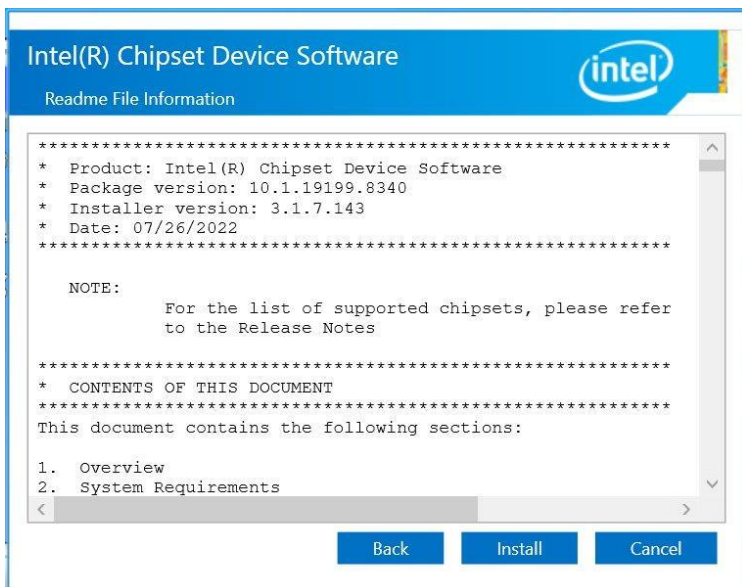 Intel(R) Chipset Device Software
intel
Readme File Information
************************************************************
*  Product: Intel(R) Chipset Device Software
*  Package version: 10.1.19199.8340
*  Installer version: 3.1.7.143
*  Date: 07/26/2022
************************************************************
NOTE:
For the list of supported chipsets, please refer
to the Release Notes
************************************************************
*  CONTENTS OF THIS DOCUMENT
************************************************************
This document contains the following sections:
1.  Overview
2.  System Requirements
Back
Install
Cancel